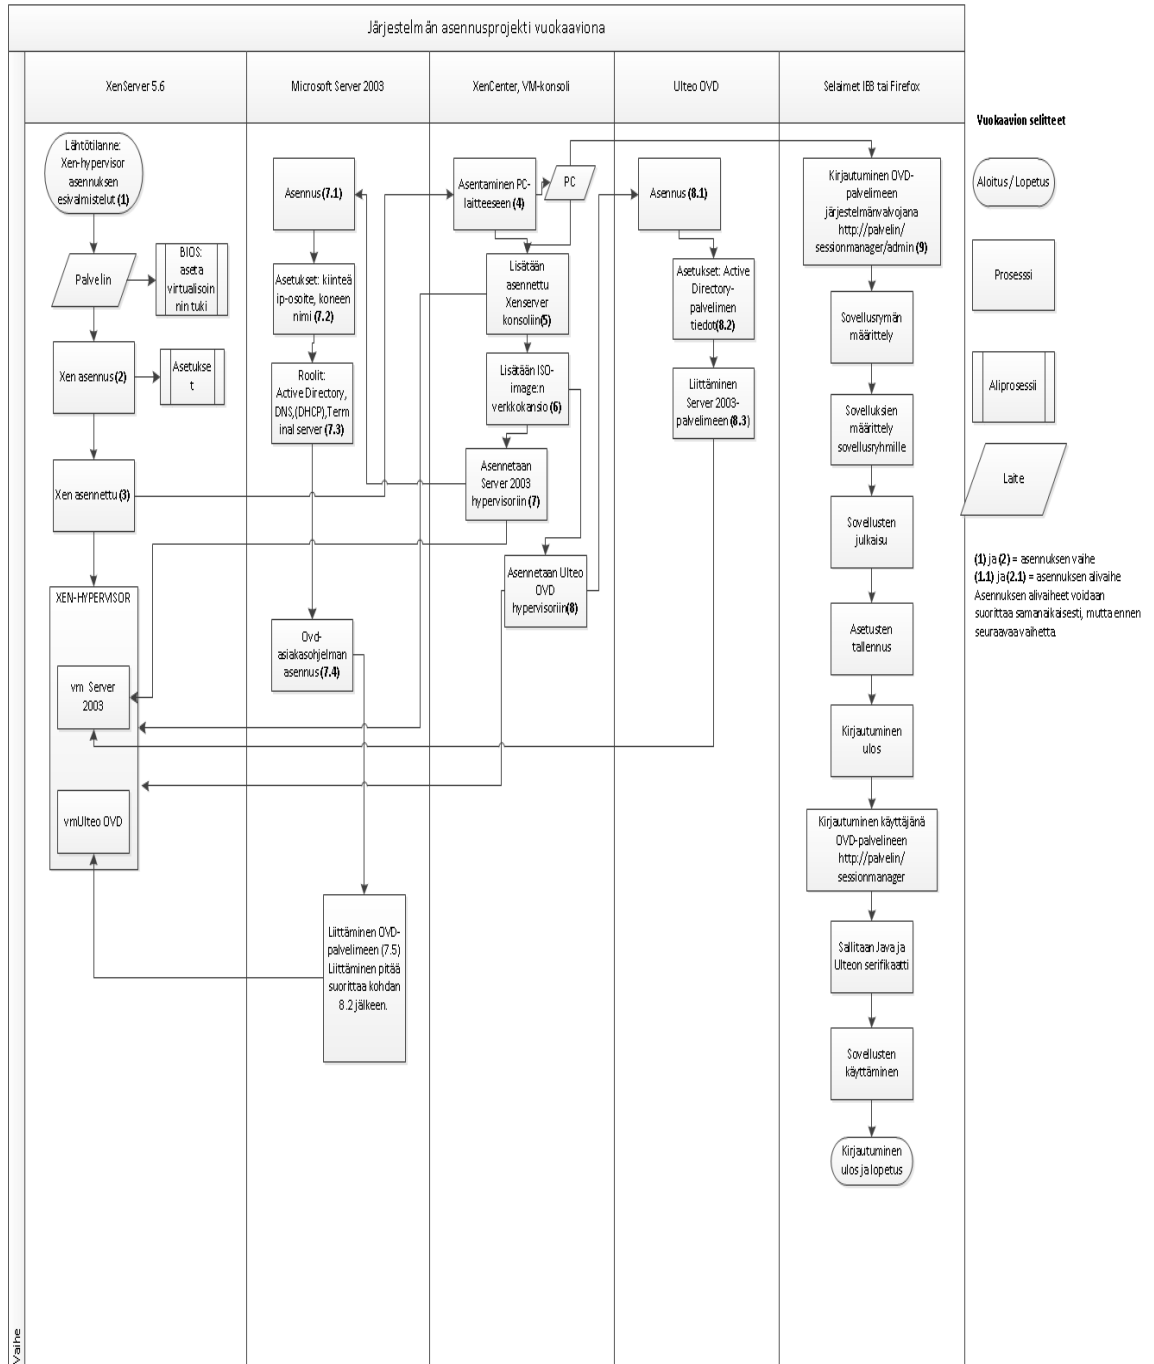 Järjestelmän asennusprojekti vuokaaviona
XenServer 5.6
Microsoft Server 2003
XenCenter, VM-konsoli
Ulteo OVD
Selaimet IE8 tai Firefox
Lähtötilanne:
Xen-hypervisor
asennuksen
esivalmistelut (1)
Palvelin
BIOS:
aseta
virtualisoin
nin tuki
Xen asennus (2)
Asetukse
t
Xen asennettu (3)
XEN-HYPERVISOR
vm Server
2003
vmUlteo OVD
Asennus (7.1)
Asetukset: kiinteä
ip-osoite, koneen
nimi (7.2)
Roolit:
Active Directory,
DNS,(DHCP),Term
inal server (7.3)
Ovd-
asiakasohjelman
asennus (7.4)
Liittäminen OVD-
palvelimeen (7.5)
Liittäminen pitää
suorittaa kohdan
8.2 jälkeen.
Asentaminen PC-
laitteeseen (4)
PC
Lisätään
asennettu
Xenserver
konsoliin(5)
Lisätään ISO-
image:n
verkkokansio (6)
Asennetaan
Server 2003
hypervisoriin (7)
Asennetaan Ulteo
OVD
hypervisoriin(8)
Asennus (8.1)
Asetukset: Active
Directory-
palvelimen
tiedot(8.2)
Liittäminen
Server 2003-
palvelimeen (8.3)
Kirjautuminen OVD-
palvelimeen
järjestelmänvalvojana
http://palvelin/
sessionmanager/admin (9)
Sovellusrymän
määrittely
Sovelluksien
määrittely
sovellusryhmille
Sovellusten
julkaisu
Asetusten
tallennus
Kirjautuminen
ulos
Kirjautuminen käyttäjänä
OVD-palvelineen
http://palvelin/
sessionmanager
Sallitaan Java ja
Ulteon serifikaatti
Sovellusten
käyttäminen
Kirjautuminen
ulos ja lopetus
Vuokaavion selitteet
Aloitus / Lopetus
Prosesssi
Aliprosessii
Laite
(1) ja (2) = asennuksen vaihe
(1.1) ja (2.1) = asennuksen alivaihe
Asennuksen alivaiheet voidaan
suorittaa samanaikaisesti, mutta ennen
seuraavaa vaihetta.
Vaihe